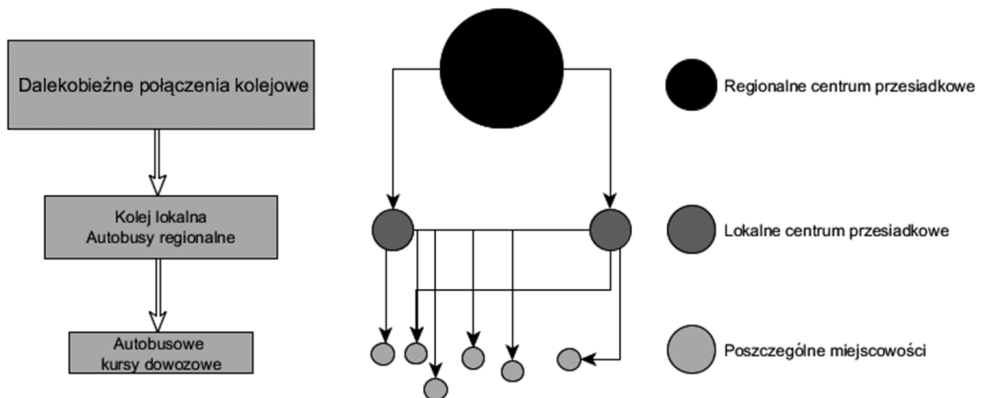 Dalekobieżne połączenia kolejowe
Kolej lokalna
Autobusy regionalne
Autobusowe
kursy dowozowe
Regionalne centrum przesiadkowe
Lokalne centrum przesiadkowe
Poszczególne miejscowości